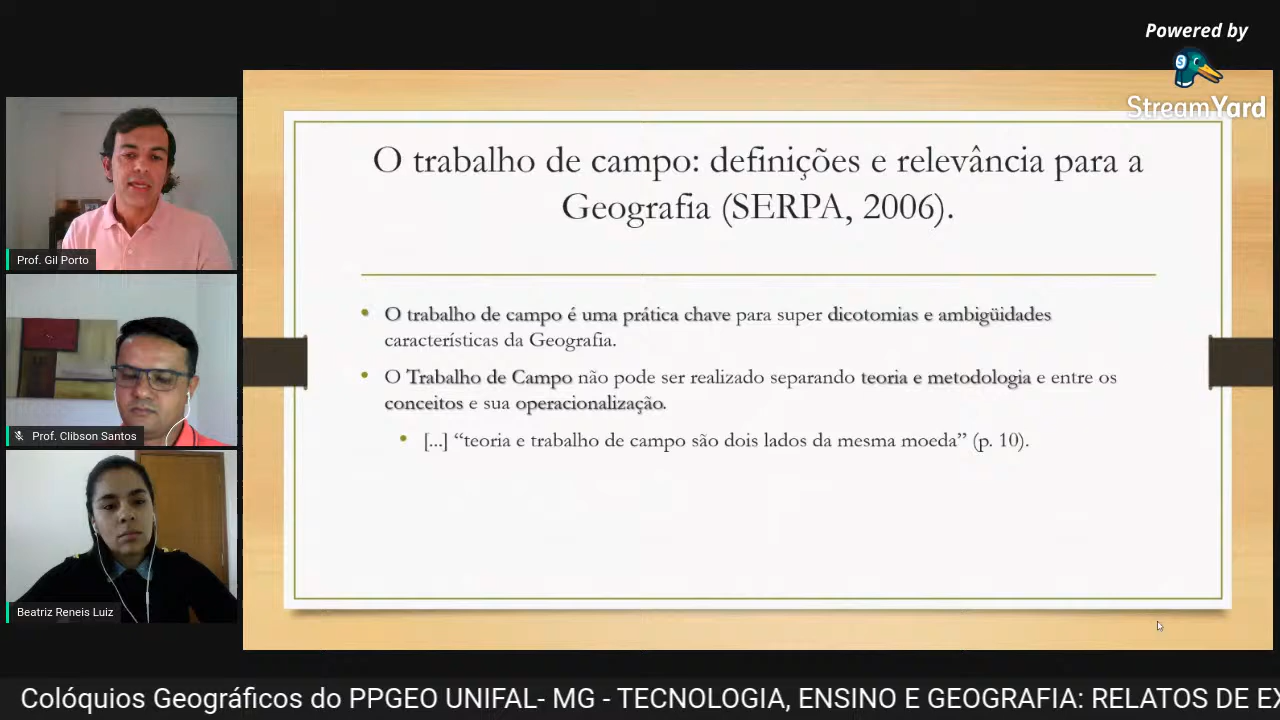 Powered by
StreamYard
O trabalho de campo: definições e relevância para a
Geografia (SERPA, 2006).
Prof. Gil Porto
• O trabalho de campo é uma prática chave para super dicotomias e ambigüidades
características da Geografia.
• O Trabalho de Campo não pode ser realizado separando teoria e metodologia e entre os
conceitos e sua operacionalização.
• [...] “teoria e trabalho de campo são dois lados da mesma moeda” (p. 10).
Prof. Clibson Santos
Beatriz Reneis Luiz
Colóquios Geográficos do PPGEO UNIFAL- MG - TECNOLOGIA, ENSINO E GEOGRAFIA: RELATOS DE EX